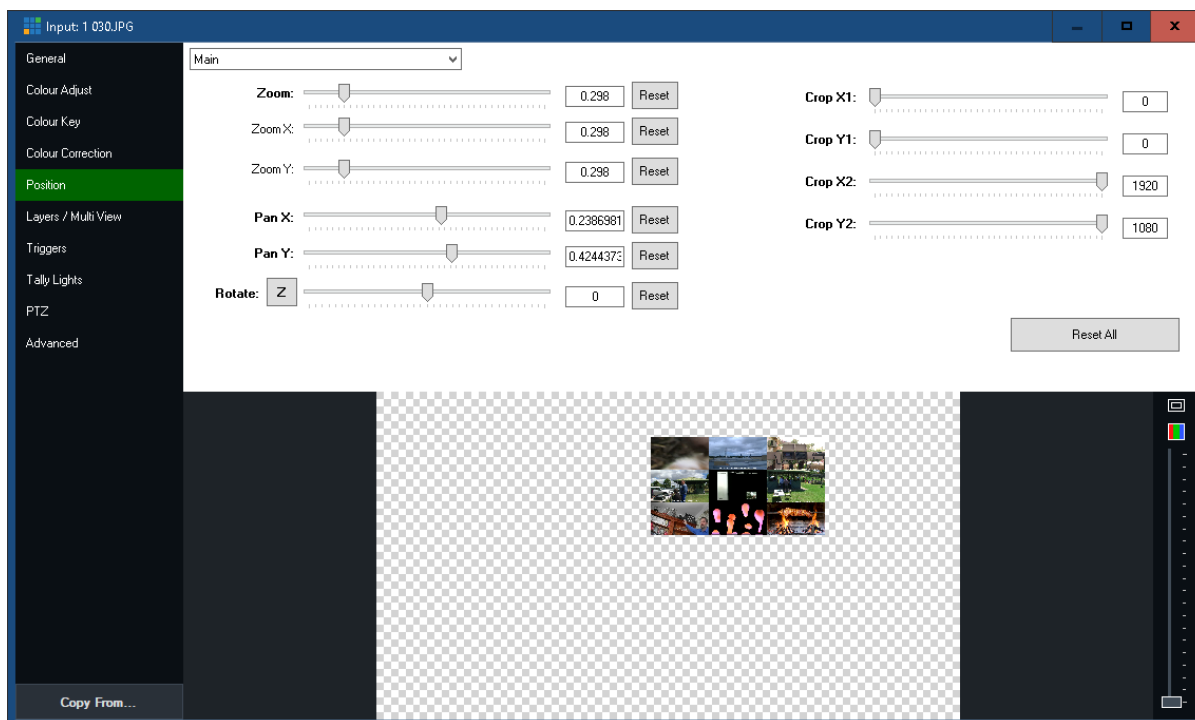 Input: 1 030.JPG
General
Colour Adjust
Colour Key
Colour Correction
Position
Layers / Multi View
Triggers
Tally Lights
PTZ
Advanced
Copy From...
Main
Zoom: 0.298 Reset
Zoom X: 0.298 Reset
Zoom Y: 0.298 Reset
Pan X: 0.2386981 Reset
Pan Y: 0.4244373 Reset
Rotate: Z 0 Reset
Crop X1: 0
Crop Y1: 0
Crop X2: 1920
Crop Y2: 1080
Reset All